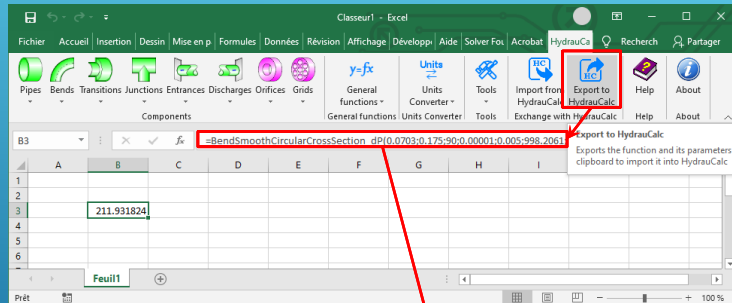 Classeur1 - Excel
Fichier Accueil Insertion Dessin Mise en p Formules Données Révision Affichage Développ Aide Solver Fou Acrobat HydrauCa Recherch Partager
Pipes Bends Transitions Junctions Entrances Discharges Orifices Grids General functions Units Converter Tools Import from HydrauCalc Export to HydrauCalc Help About
Components General functions Units Converter Tools Exchange with HydrauCalc Help About
B3 fx =BendSmoothCircularCrossSection_dP(0.0703;0.175;90;0.00001;0.005;998.2061
Export to HydrauCalc
Exports the function and its parameters
clipboard to import it into HydrauCalc
A B C D E F G H I
1
2
3 211.931824
4
5
6
Feuil1
Prêt 100 %